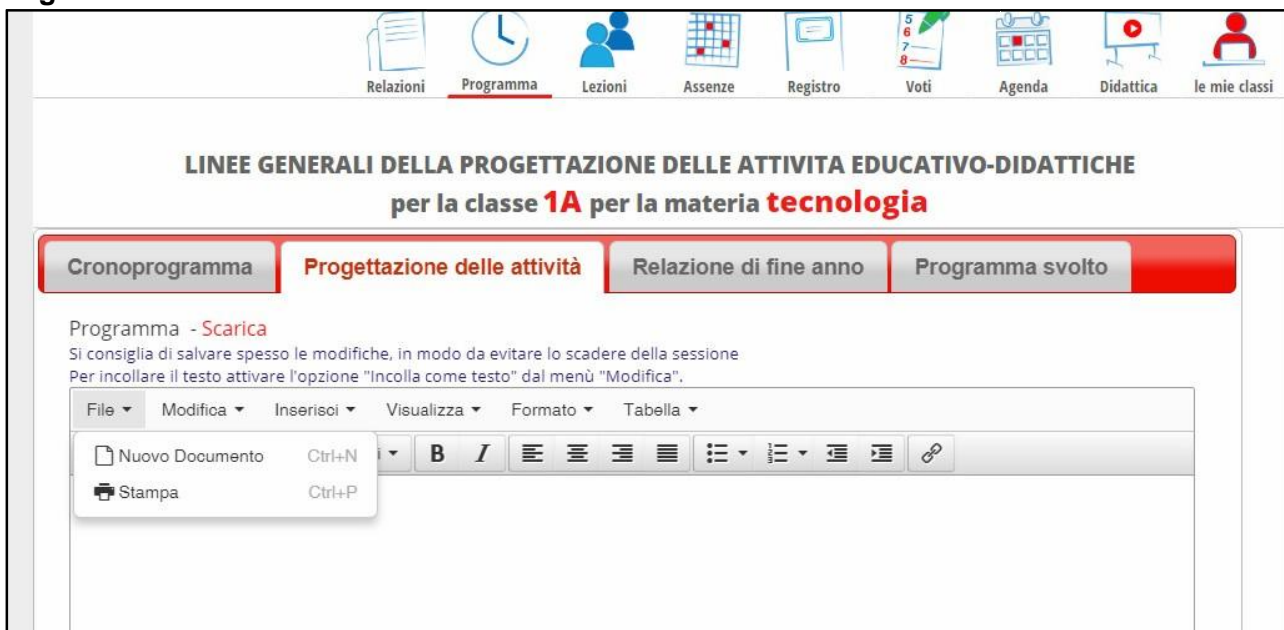 Relazioni Programma Lezioni Assenze Registro Voti Agenda Didattica le mie classi
5
6
7
8
LINEE GENERALI DELLA PROGETTAZIONE DELLE ATTIVITA EDUCATIVO-DIDATTICHE
per la classe 1A per la materia tecnologia
Cronoprogramma Progettazione delle attività Relazione di fine anno Programma svolto
Programma - Scarica
Si consiglia di salvare spesso le modifiche, in modo da evitare lo scadere della sessione
Per incollare il testo attivare l'opzione "Incolla come testo" dal menù "Modifica".
File Modifica Inserisci Visualizza Formato Tabella
B I
Nuovo Documento Ctrl+N
Stampa Ctrl+P